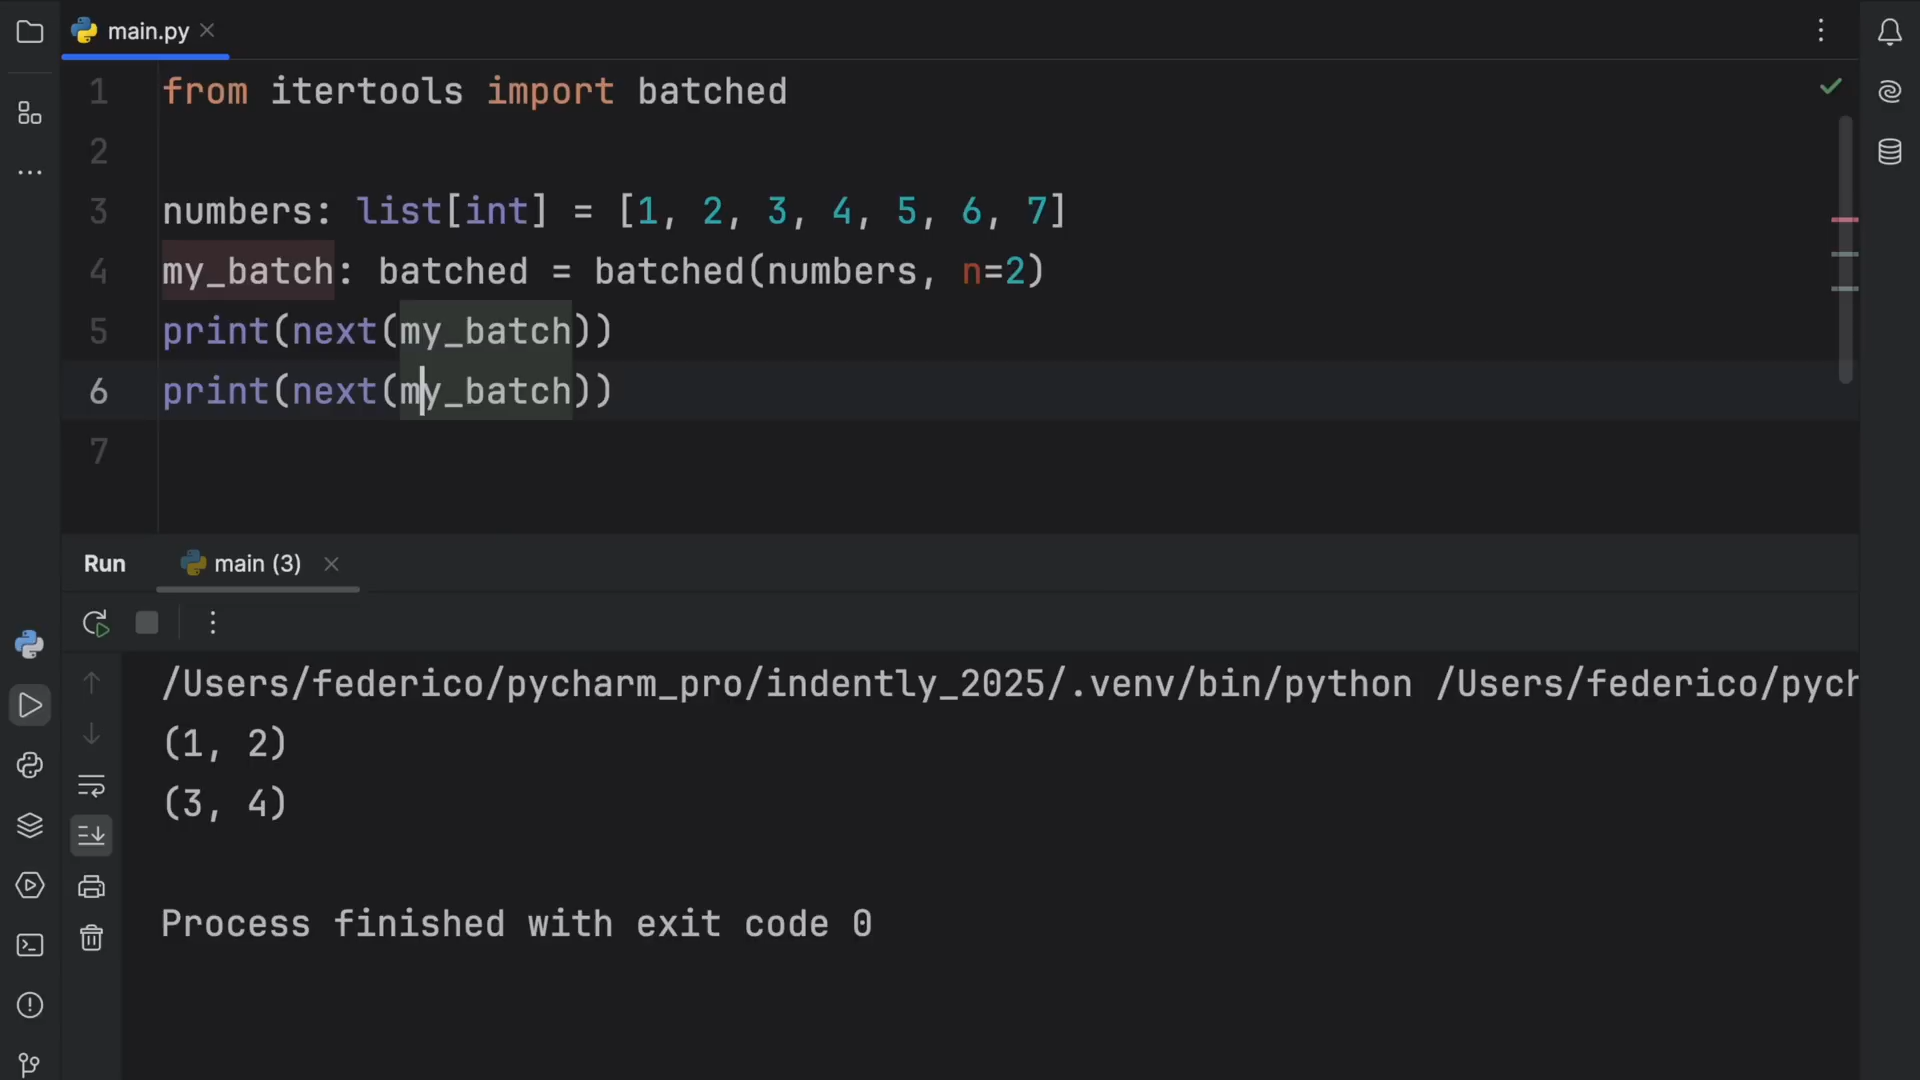 main.py
1 from itertools import batched
2
3 numbers: list[int] = [1, 2, 3, 4, 5, 6, 7]
4 my_batch: batched = batched(numbers, n=2)
5 print(next(my_batch))
6 print(next(my_batch))
7
Run main (3)
/Users/federico/pycharm_pro/indently_2025/.venv/bin/python /Users/federico/pych
(1, 2)
(3, 4)
Process finished with exit code 0